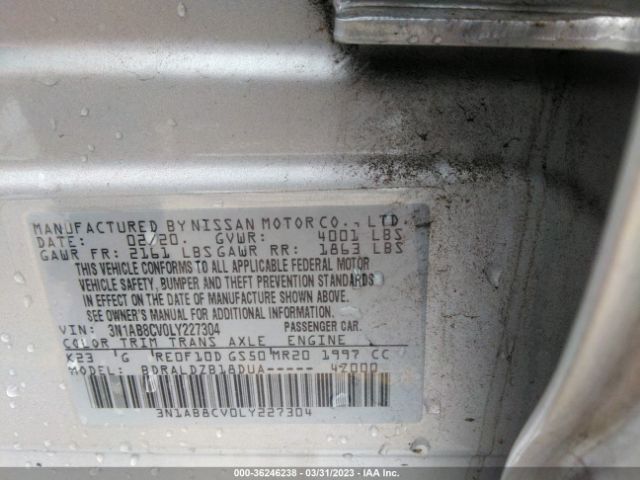 MANUFACTURED BY NISSAN MOTOR CO., LTD.
DATE: 02/20. GVWR: 4001 LBS
GAWR FR: 2161 LBS GAWR RR: 1863 LBS
THIS VEHICLE CONFORMS TO ALL APPLICABLE FEDERAL MOTOR
VEHICLE SAFETY, BUMPER AND THEFT PREVENTION STANDARDS
IN EFFECT ON THE DATE OF MANUFACTURE SHOWN ABOVE.
SEE OWNER'S MANUAL FOR ADDITIONAL INFORMATION.
VIN: 3N1AB8CV0LY227304 PASSENGER CAR.
COLOR TRIM TRANS AXLE ENGINE
K23 G RE0F10D GS50 MR20 1997 CC
MODEL: BDRALDZB18DUA----- 42000
3N1AB8CV0LY227304
000-36246238 - 03/31/2023 - IAA Inc.